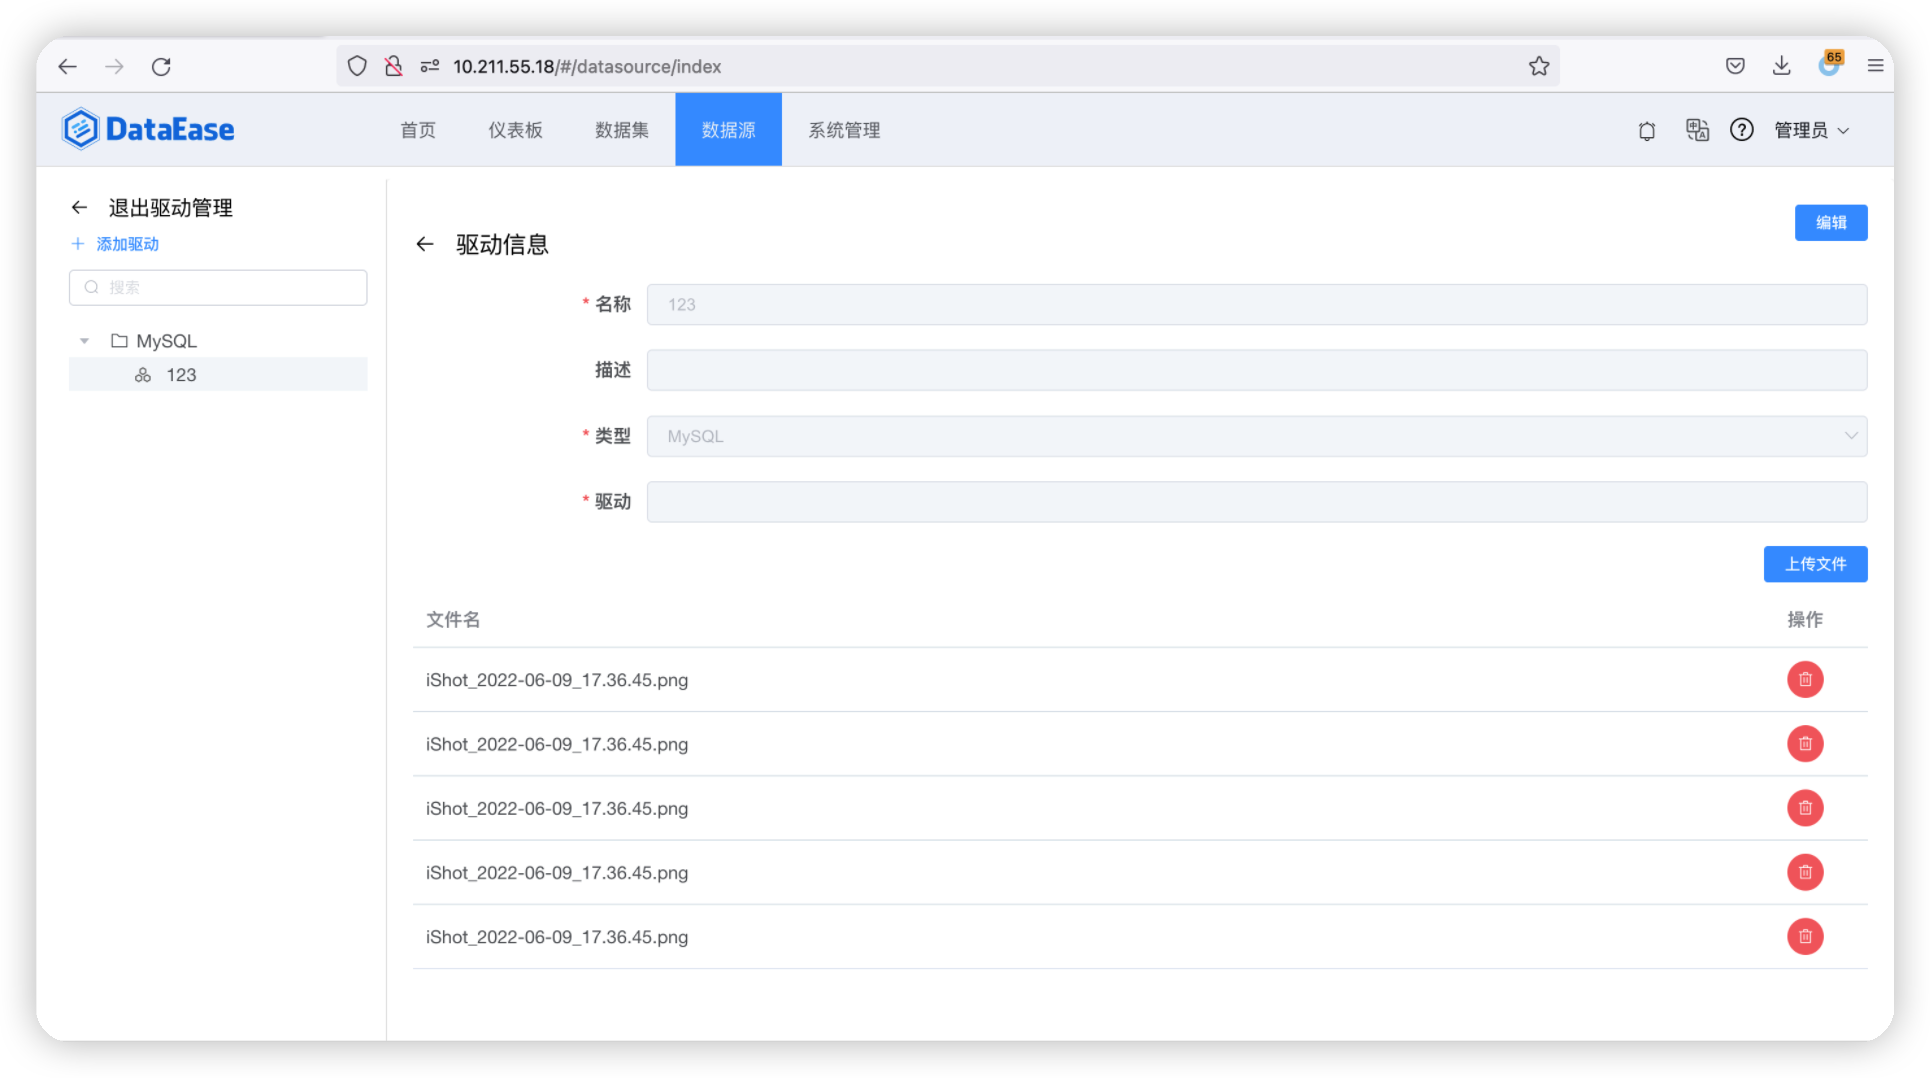 10.211.55.18/#/datasource/index
65
DataEase
首页
仪表板
数据集
数据源
系统管理
管理员
退出驱动管理
添加驱动
搜索
MySQL
123
驱动信息
编辑
* 名称
123
描述
* 类型
MySQL
* 驱动
上传文件
文件名
操作
iShot_2022-06-09_17.36.45.png
iShot_2022-06-09_17.36.45.png
iShot_2022-06-09_17.36.45.png
iShot_2022-06-09_17.36.45.png
iShot_2022-06-09_17.36.45.png